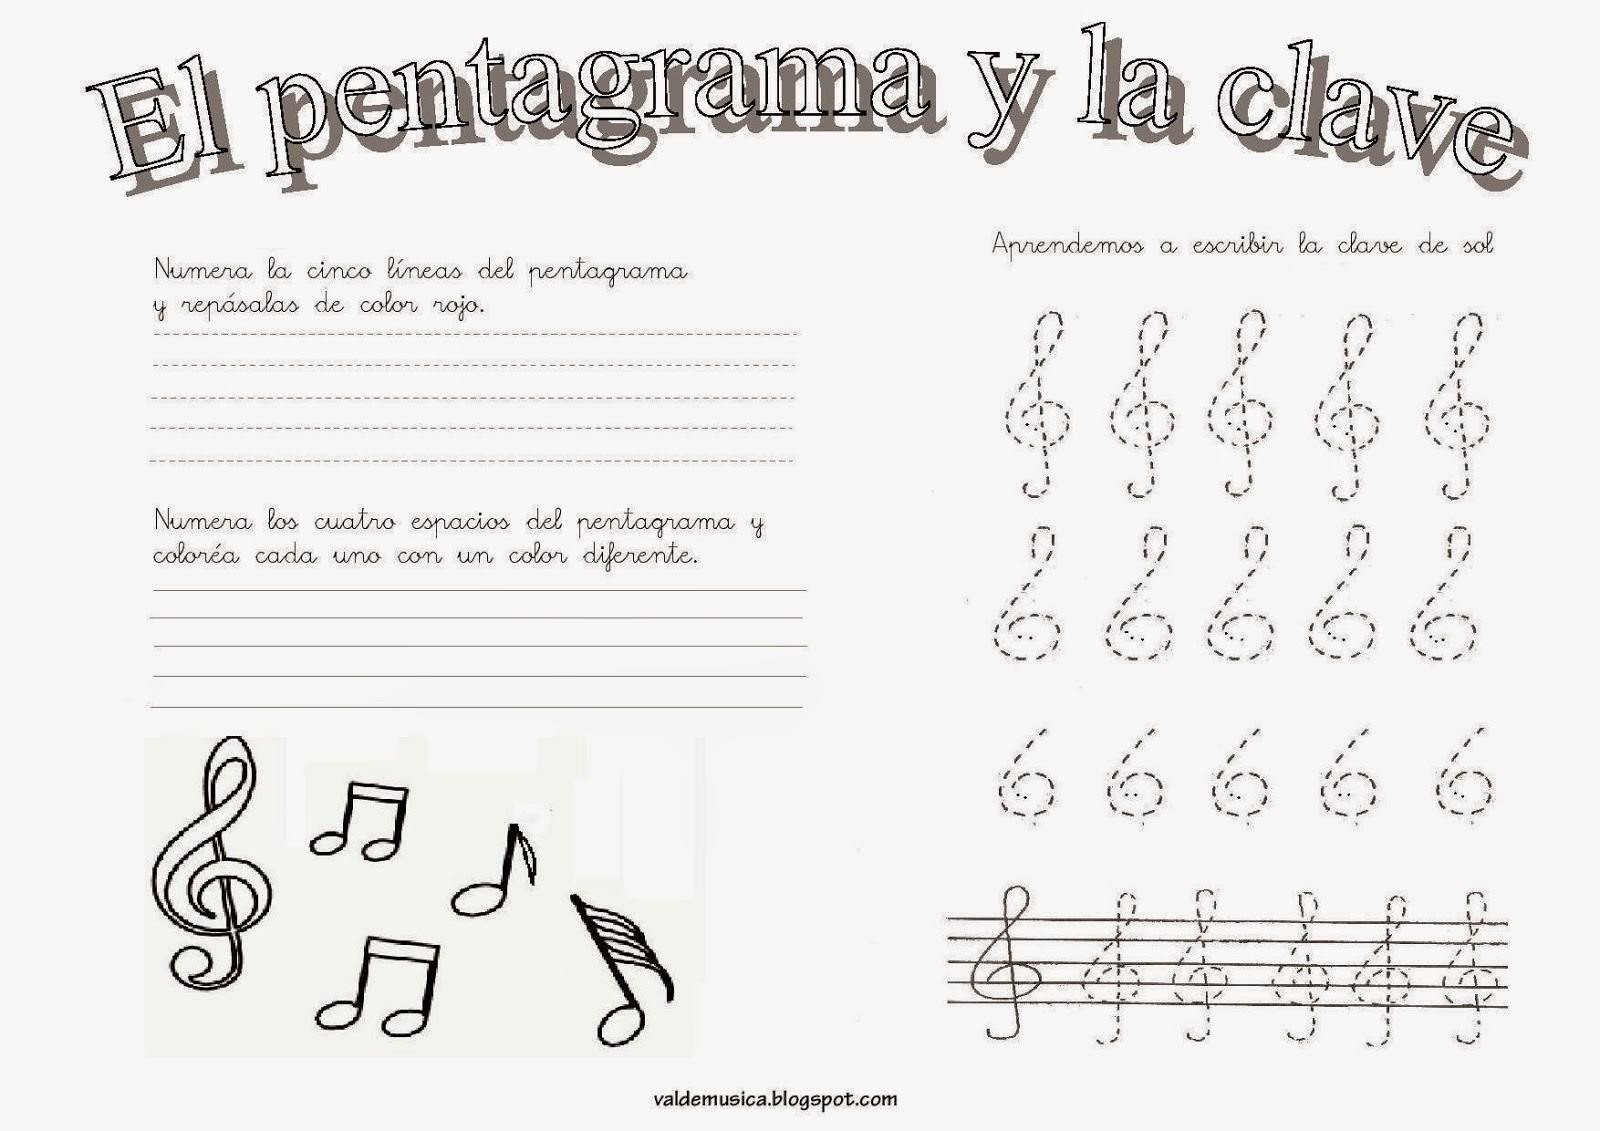 El pentagrama y la clave
Numera la cinco líneas del pentagrama
y repásalas de color rojo.
Numera los cuatro espacios del pentagrama y
coloréa cada uno con un color diferente.
Aprendemos a escribir la clave de sol
valdemusica.blogspot.com